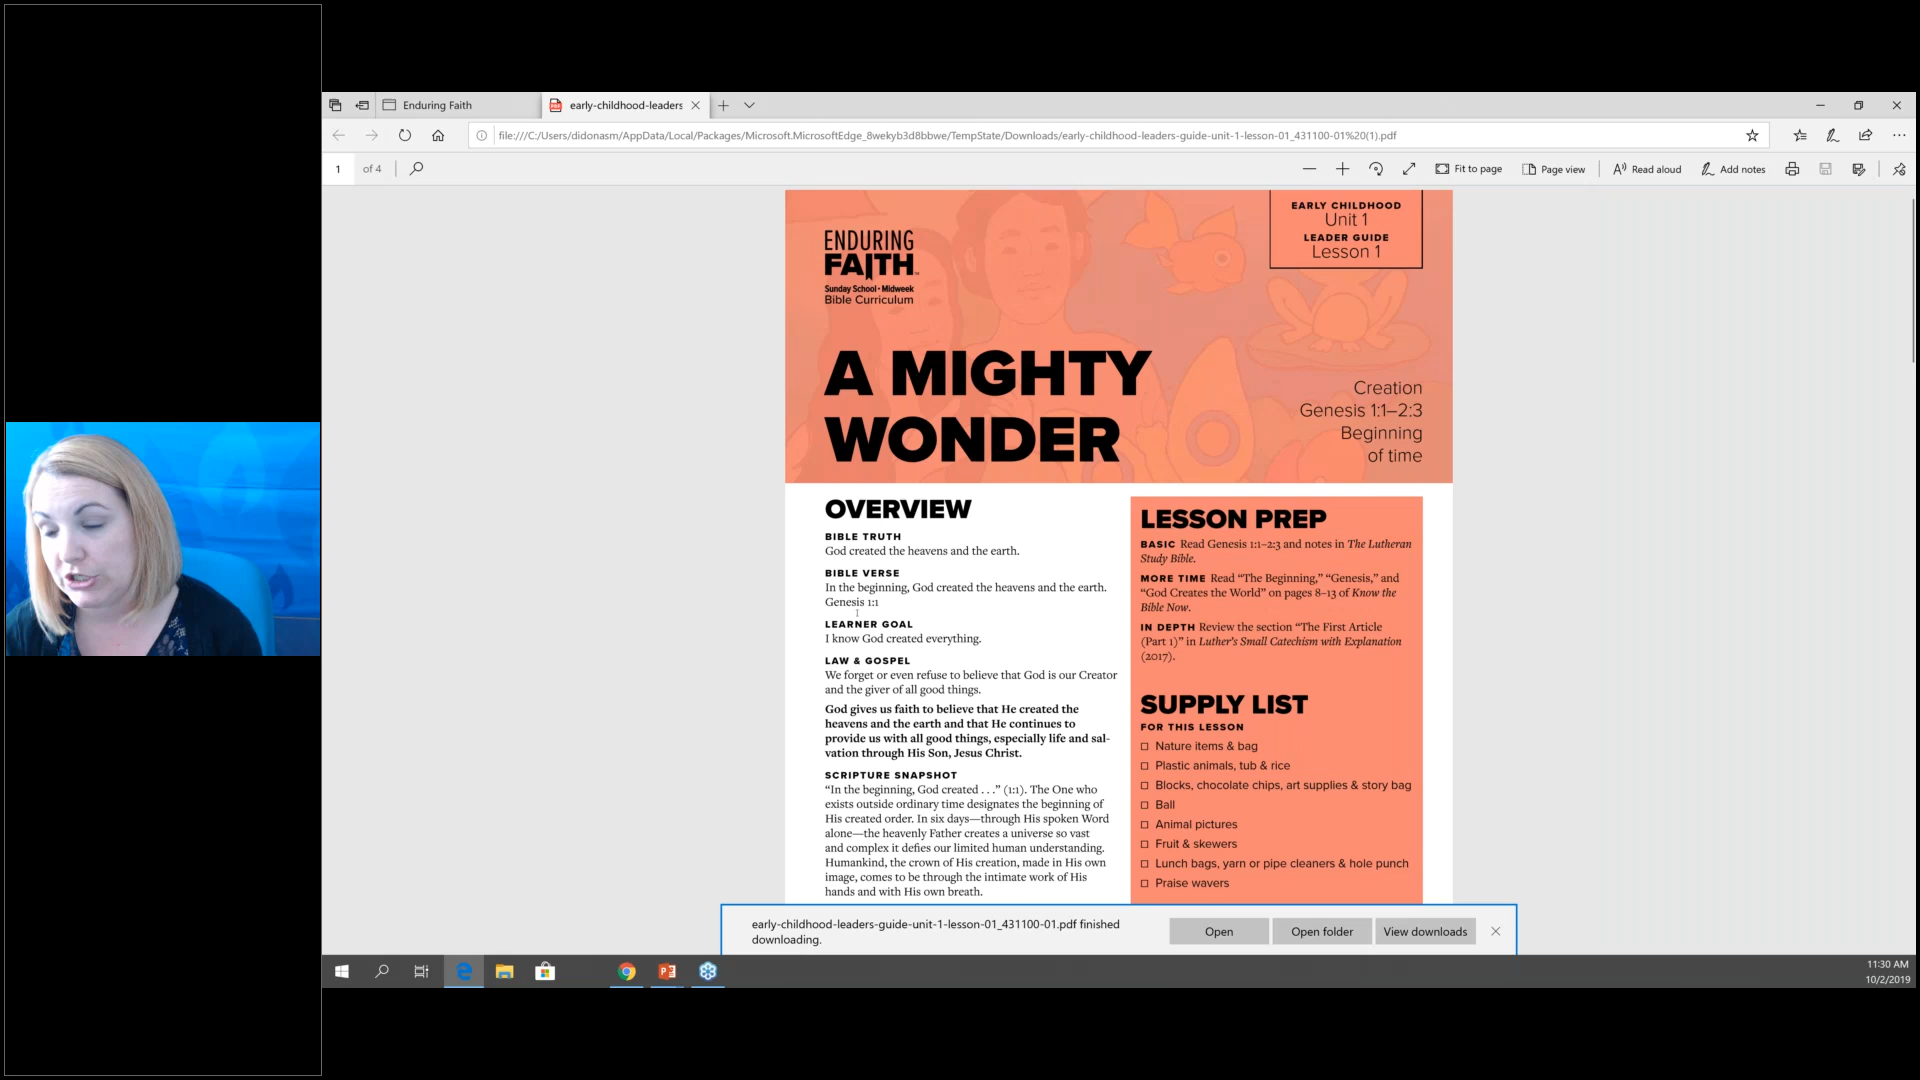 Enduring Faith
early-childhood-leaders
file:///C:/Users/didonasm/AppData/Local/Packages/Microsoft.MicrosoftEdge_8wekyb3d8bbwe/TempState/Downloads/early-childhood-leaders-guide-unit-1-lesson-01_431100-01%20(1).pdf
1
of 4
Fit to page
Page view
Read aloud
Add notes
EARLY CHILDHOOD
Unit 1
LEADER GUIDE
Lesson 1
ENDURING
FAITH™
Sunday School • Midweek
Bible Curriculum
A MIGHTY
WONDER
Creation
Genesis 1:1–2:3
Beginning
of time
OVERVIEW
BIBLE TRUTH
God created the heavens and the earth.
BIBLE VERSE
In the beginning, God created the heavens and the earth.
Genesis 1:1
LEARNER GOAL
I know God created everything.
LAW & GOSPEL
We forget or even refuse to believe that God is our Creator
and the giver of all good things.
God gives us faith to believe that He created the
heavens and the earth and that He continues to
provide us with all good things, especially life and sal-
vation through His Son, Jesus Christ.
SCRIPTURE SNAPSHOT
“In the beginning, God created . . .” (1:1). The One who
exists outside ordinary time designates the beginning of
His created order. In six days—through His spoken Word
alone—the heavenly Father creates a universe so vast
and complex it defies our limited human understanding.
Humankind, the crown of His creation, made in His own
image, comes to be through the intimate work of His
hands and with His own breath.
LESSON PREP
BASIC Read Genesis 1:1–2:3 and notes in The Lutheran
Study Bible.
MORE TIME Read “The Beginning,” “Genesis,” and
“God Creates the World” on pages 8–13 of Know the
Bible Now.
IN DEPTH Review the section “The First Article
(Part 1)” in Luther’s Small Catechism with Explanation
(2017).
SUPPLY LIST
FOR THIS LESSON
Nature items & bag
Plastic animals, tub & rice
Blocks, chocolate chips, art supplies & story bag
Ball
Animal pictures
Fruit & skewers
Lunch bags, yarn or pipe cleaners & hole punch
Praise wavers
early-childhood-leaders-guide-unit-1-lesson-01_431100-01.pdf finished
downloading.
Open
Open folder
View downloads
11:30 AM
10/2/2019